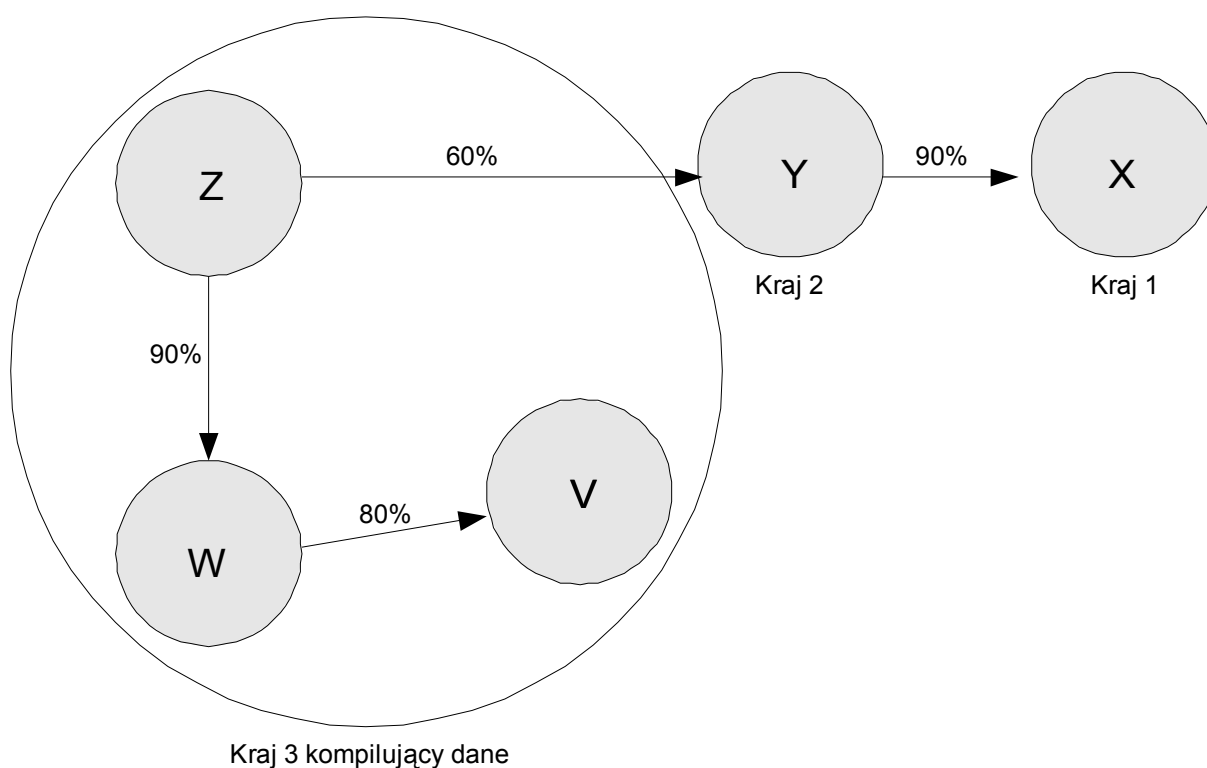 Z
60%
Y
90%
X
Kraj 2
Kraj 1
90%
W
80%
V
Kraj 3 kompilujący dane